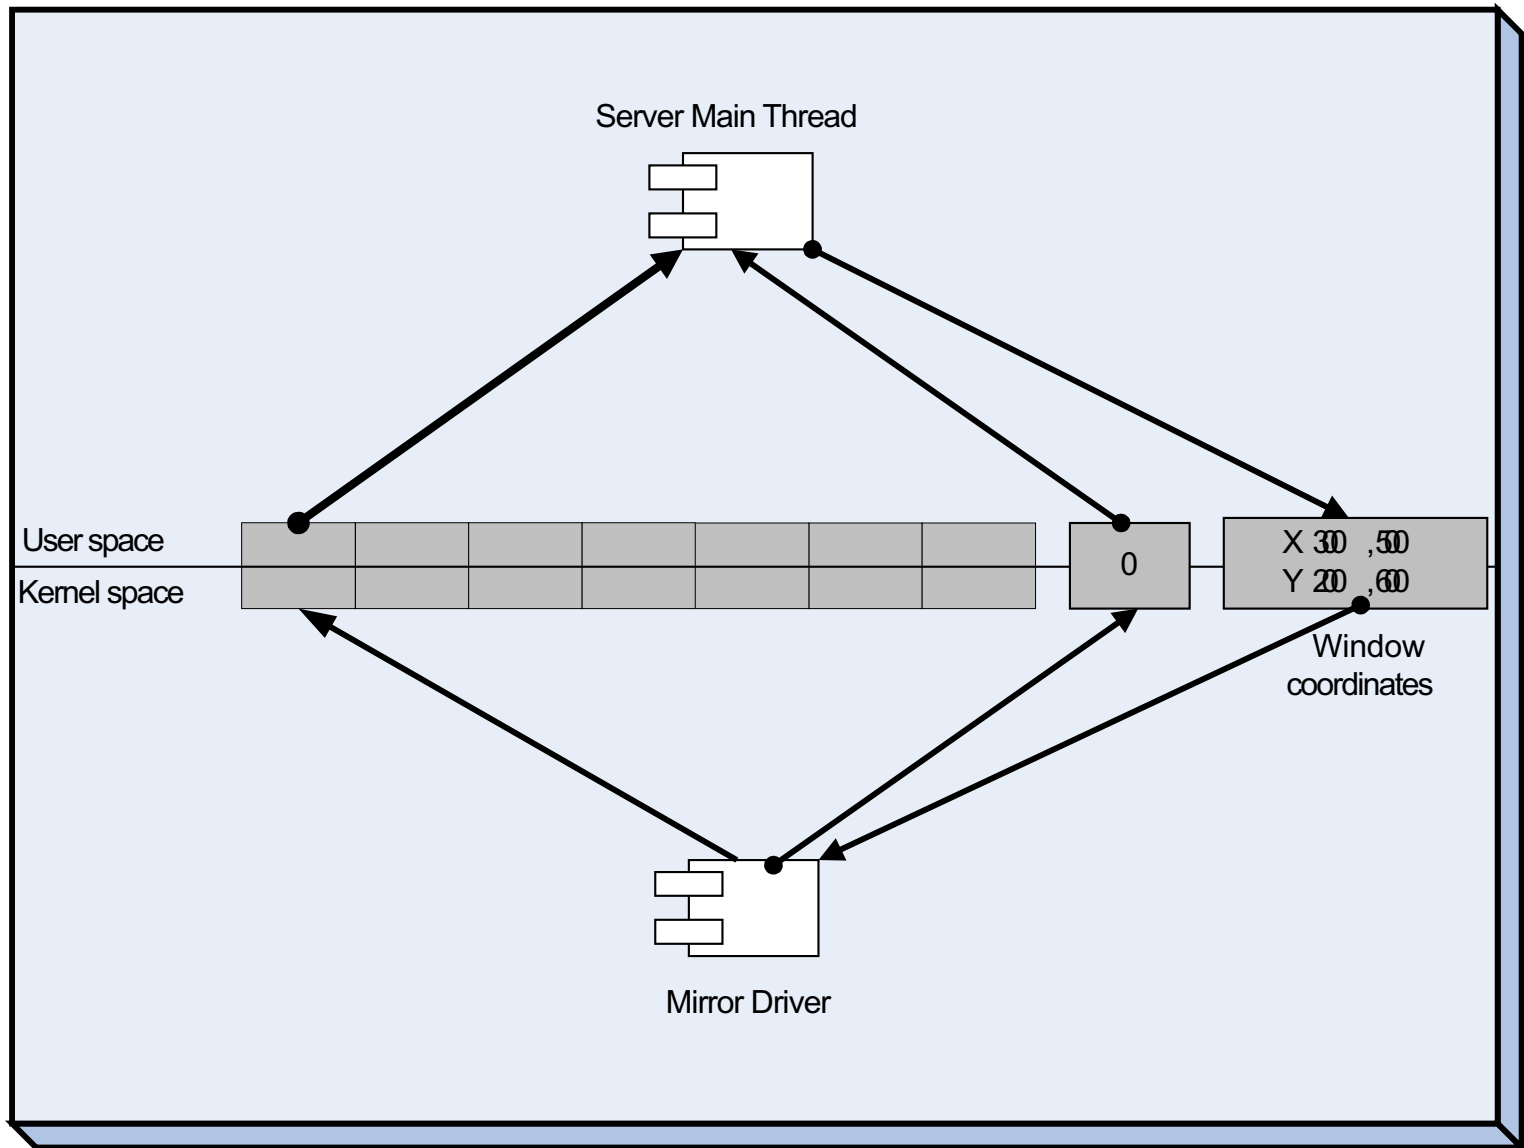 Server Main Thread
User space
Kernel space
0
X 300 ,500
Y 200 ,600
Window
coordinates
Mirror Driver